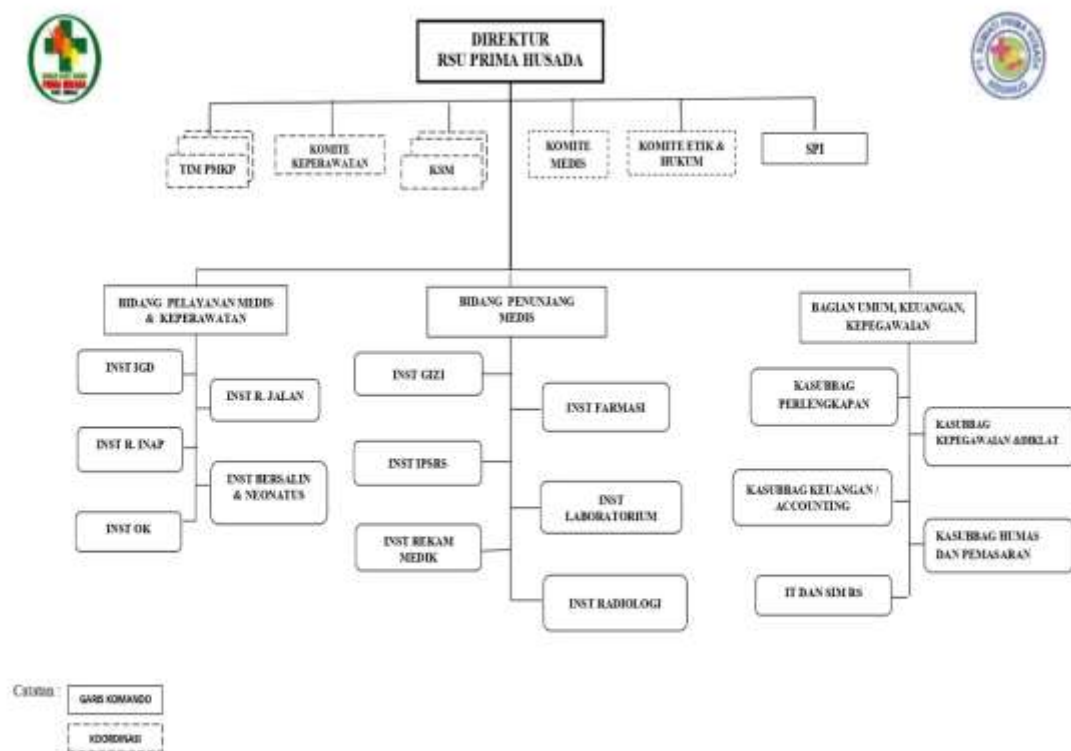 DIREKTUR
RSU PRIMA HUSADA
TIM PMKP
KOMITE
KEPERAWATAN
KSM
KOMITE
MEDIS
KOMITE ETIK &
HUKUM
SPI
BIDANG PELAYANAN MEDIS
& KEPERAWATAN
BIDANG PENUNJANG
MEDIS
BAGIAN UMUM, KEUANGAN,
KEPEGAWAIAN
INST IGD
INST R. JALAN
INST R. INAP
INST BERSALIN
& NEONATUS
INST OK
INST GIZI
INST FARMASI
INST IPSRS
INST
LABORATORIUM
INST REKAM
MEDIK
INST RADIOLOGI
KASUBBAG
PERLENGKAPAN
KASUBBAG
KEPEGAWAIAN &DIKLAT
KASUBBAG KEUANGAN /
ACCOUNTING
KASUBBAG HUMAS
DAN PEMASARAN
IT DAN SIM RS
Catatan :
GARIS KOMANDO
KOORDINASI
PRIMA HUSADA